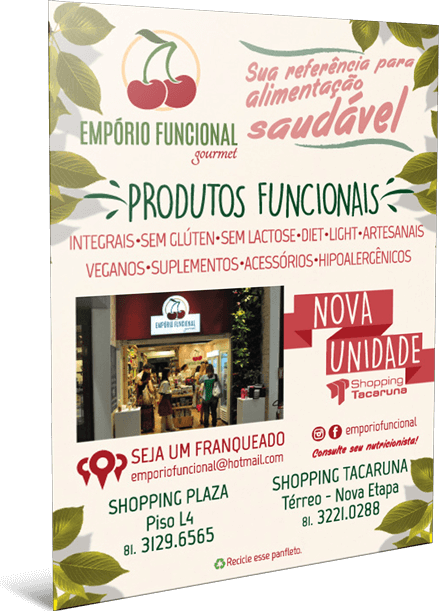 EMPÓRIO FUNCIONAL
gourmet
Sua referência para
alimentação
saudável
PRODUTOS FUNCIONAIS
INTEGRAIS•SEM GLÚTEN•SEM LACTOSE•DIET•LIGHT•ARTESANAIS
VEGANOS•SUPLEMENTOS•ACESSÓRIOS•HIPOALERGÊNICOS
EMPÓRIO FUNCIONAL
NOVA
UNIDADE
Shopping
Tacaruna
emporiofuncional
Consulte seu nutricionista!
SEJA UM FRANQUEADO
emporiofuncional@hotmail.com
SHOPPING PLAZA
Piso L4
81. 3129.6565
SHOPPING TACARUNA
Térreo - Nova Etapa
81. 3221.0288
Recicle esse panfleto.